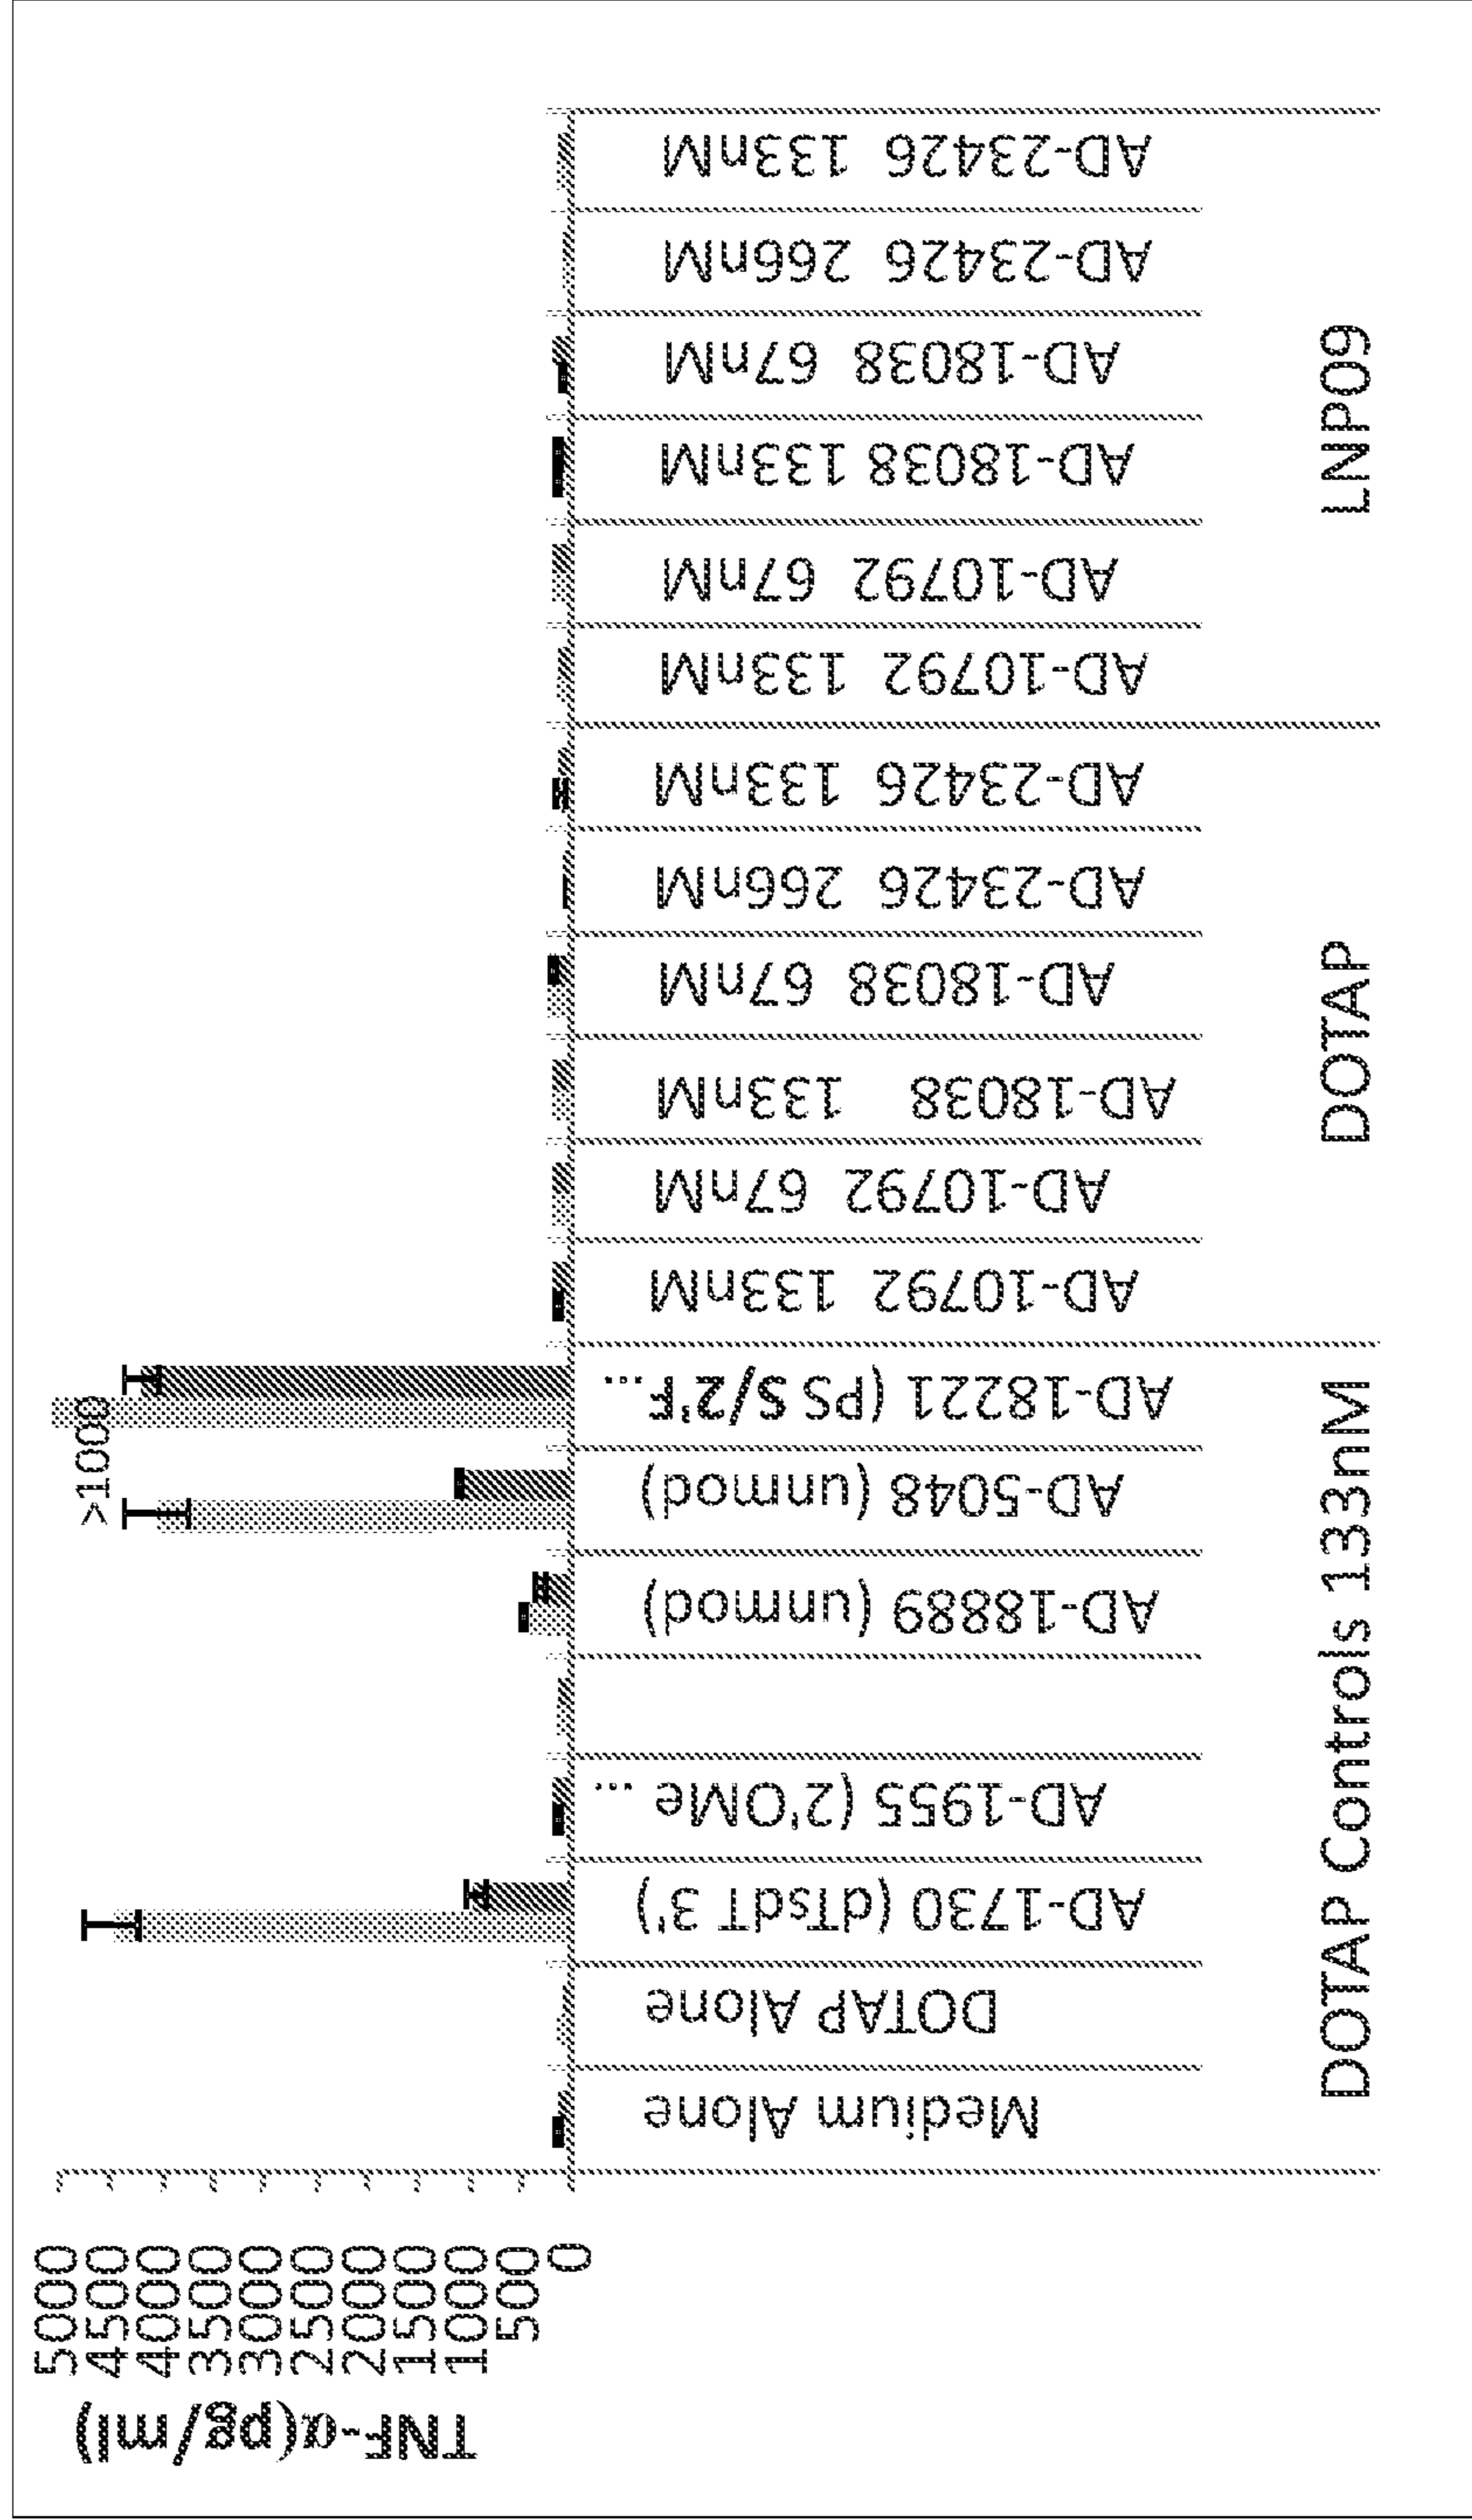 TNF-α(pg/ml)
5000
4500
4000
3500
3000
2500
2000
1500
1000
500
0
>1000
Medium Alone
DOTAP Alone
AD-1730 (dTsdT 3')
AD-1955 (2'OMe ...
AD-18889 (unmod)
AD-5048 (unmod)
AD-18221 (PS S/2'F...
AD-10792 133nM
AD-10792 67nM
AD-18038 133nM
AD-18038 67nM
AD-23426 266nM
AD-23426 133nM
AD-10792 133nM
AD-10792 67nM
AD-18038 133nM
AD-18038 67nM
AD-23426 266nM
AD-23426 133nM
DOTAP Controls 133nM
DOTAP
LNP09